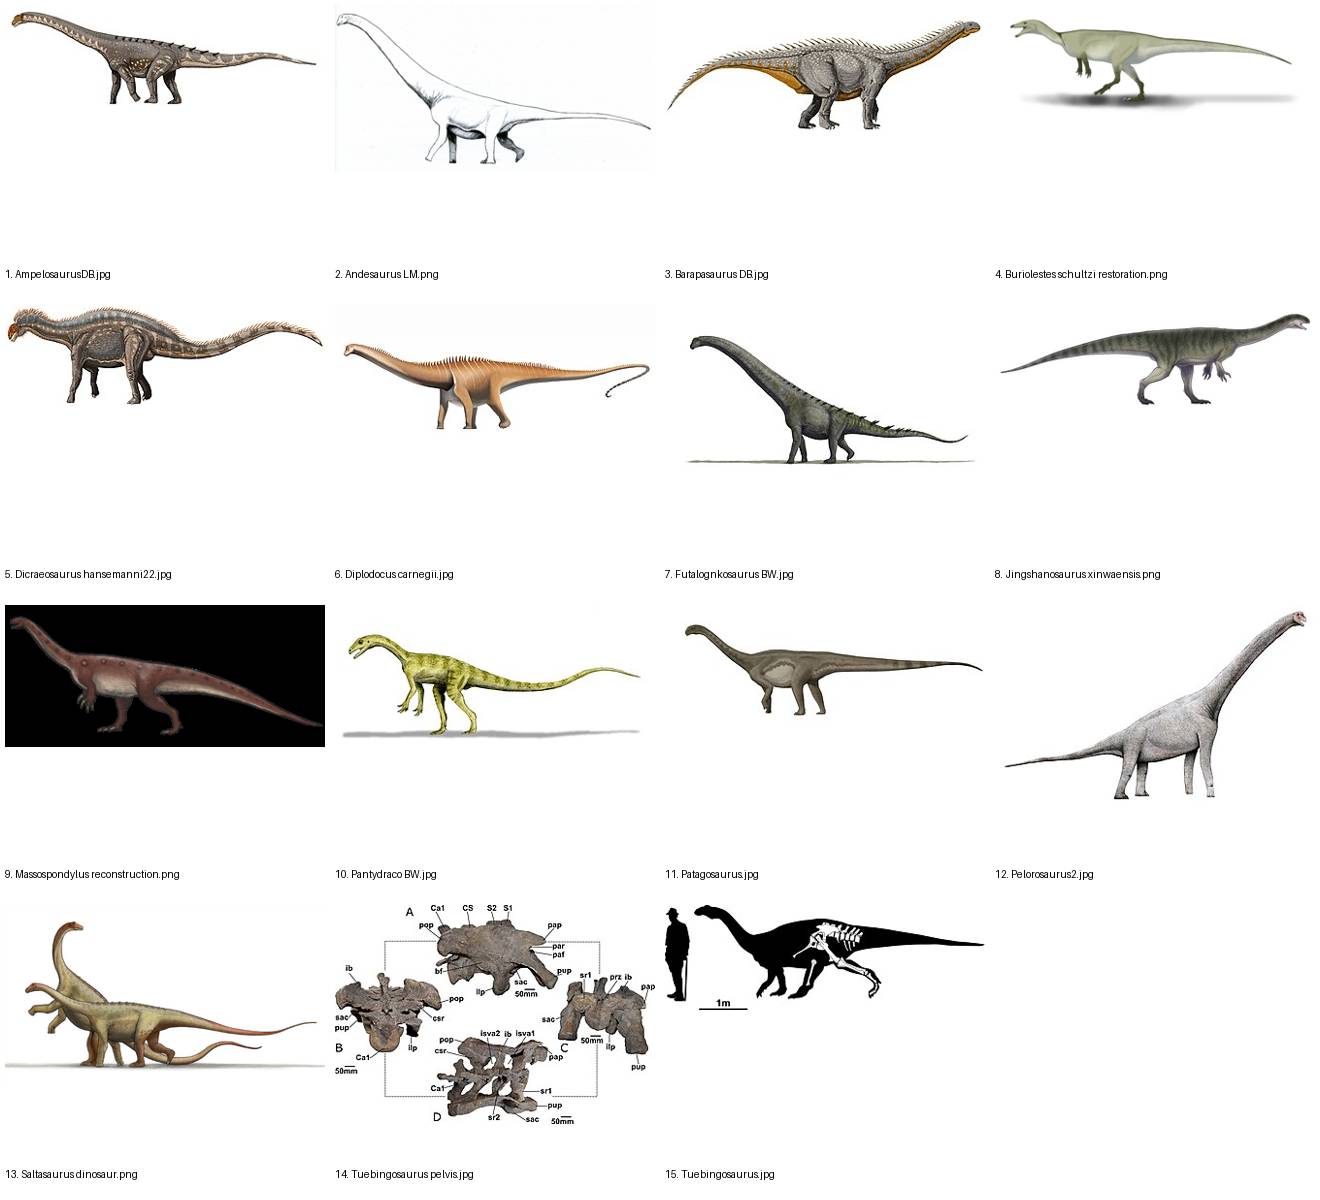 1. AmpelosaurusDB.jpg
2. Andesaurus LM.png
3. Barapasaurus DB.jpg
4. Buriolestes schultzi restoration.png
5. Dicraeosaurus hansemanni22.jpg
6. Diplodocus carnegii.jpg
7. Futalognkosaurus BW.jpg
8. Jingshanosaurus xinwaensis.png
9. Massospondylus reconstruction.png
10. Pantydraco BW.jpg
11. Patagosaurus.jpg
12. Pelorosaurus2.jpg
A
Ca1 CS S2 S1
pop
pap
par
paf
bf
pup
sac
ilp
50mm
ib
pop
sac
csr
pup
ilp
B
Ca1
50mm
sr1 prz ib
pap
sac
C
50mm
ilp
pup
isva2 ib isva1
pop
csr
pap
Ca1
sr1
pup
D
sr2
sac
50mm
1m
13. Saltasaurus dinosaur.png
14. Tuebingosaurus pelvis.jpg
15. Tuebingosaurus.jpg